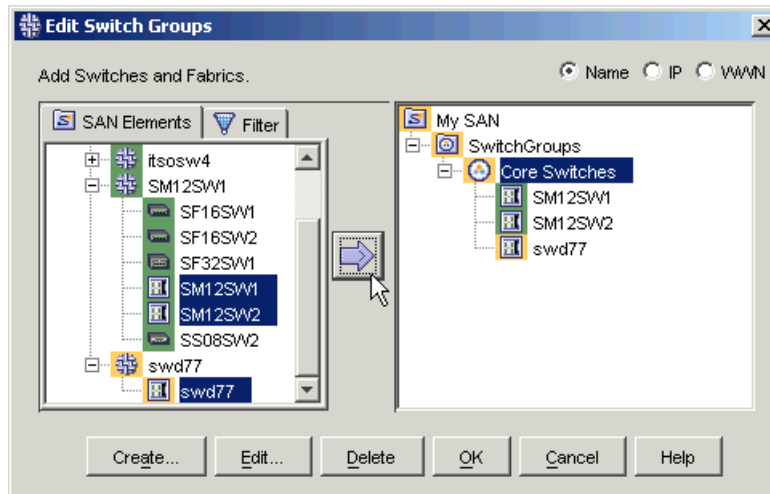 Edit Switch Groups
Add Switches and Fabrics.
Name IP WWN
SAN Elements Filter
itsosw4
SM12SW1
SF16SW1
SF16SW2
SF32SW1
SM12SW1
SM12SW2
SS08SW2
swd77
swd77
My SAN
SwitchGroups
Core Switches
SM12SW1
SM12SW2
swd77
Create... Edit... Delete OK Cancel Help